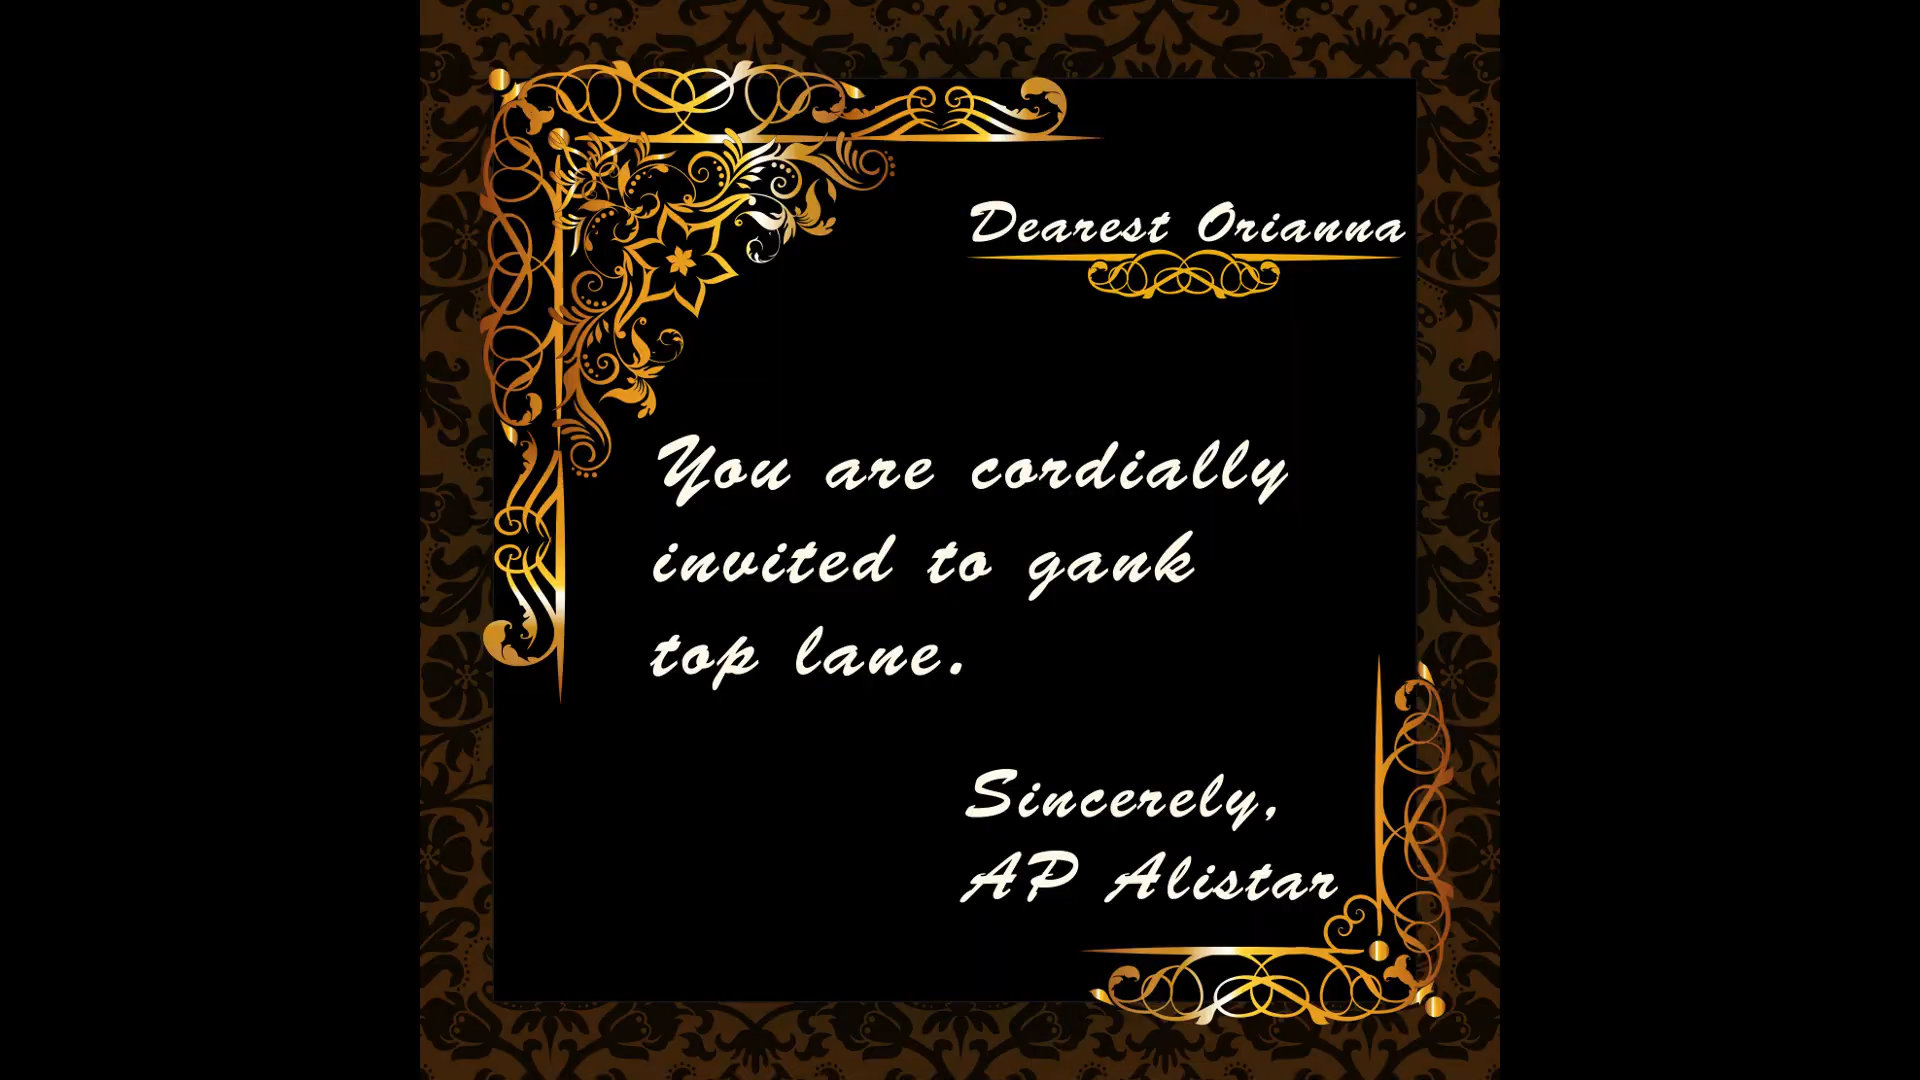 Dearest Orianna
You are cordially
invited to gank
top lane.
Sincerely,
AP Alistar